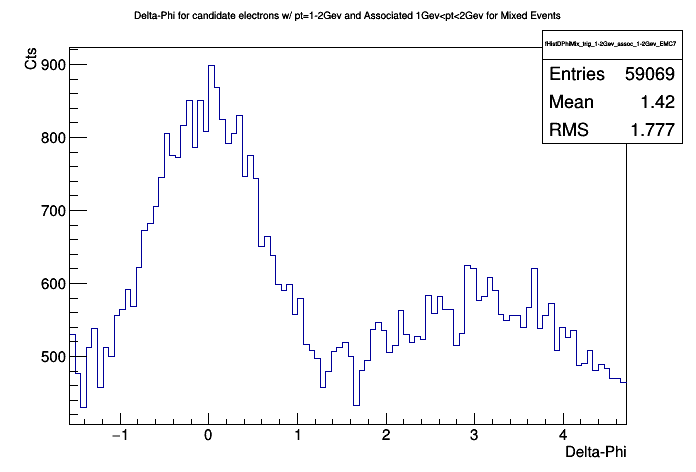 Delta-Phi for candidate electrons w/ pt=1-2Gev and Associated 1Gev<pt<2Gev for Mixed Events
fHistDPhiMix_trig_1-2Gev_assoc_1-2Gev_EMC7
Entries 59069
Mean 1.42
RMS 1.777
Cts
900
800
700
600
500
−1 0 1 2 3 4
Delta-Phi